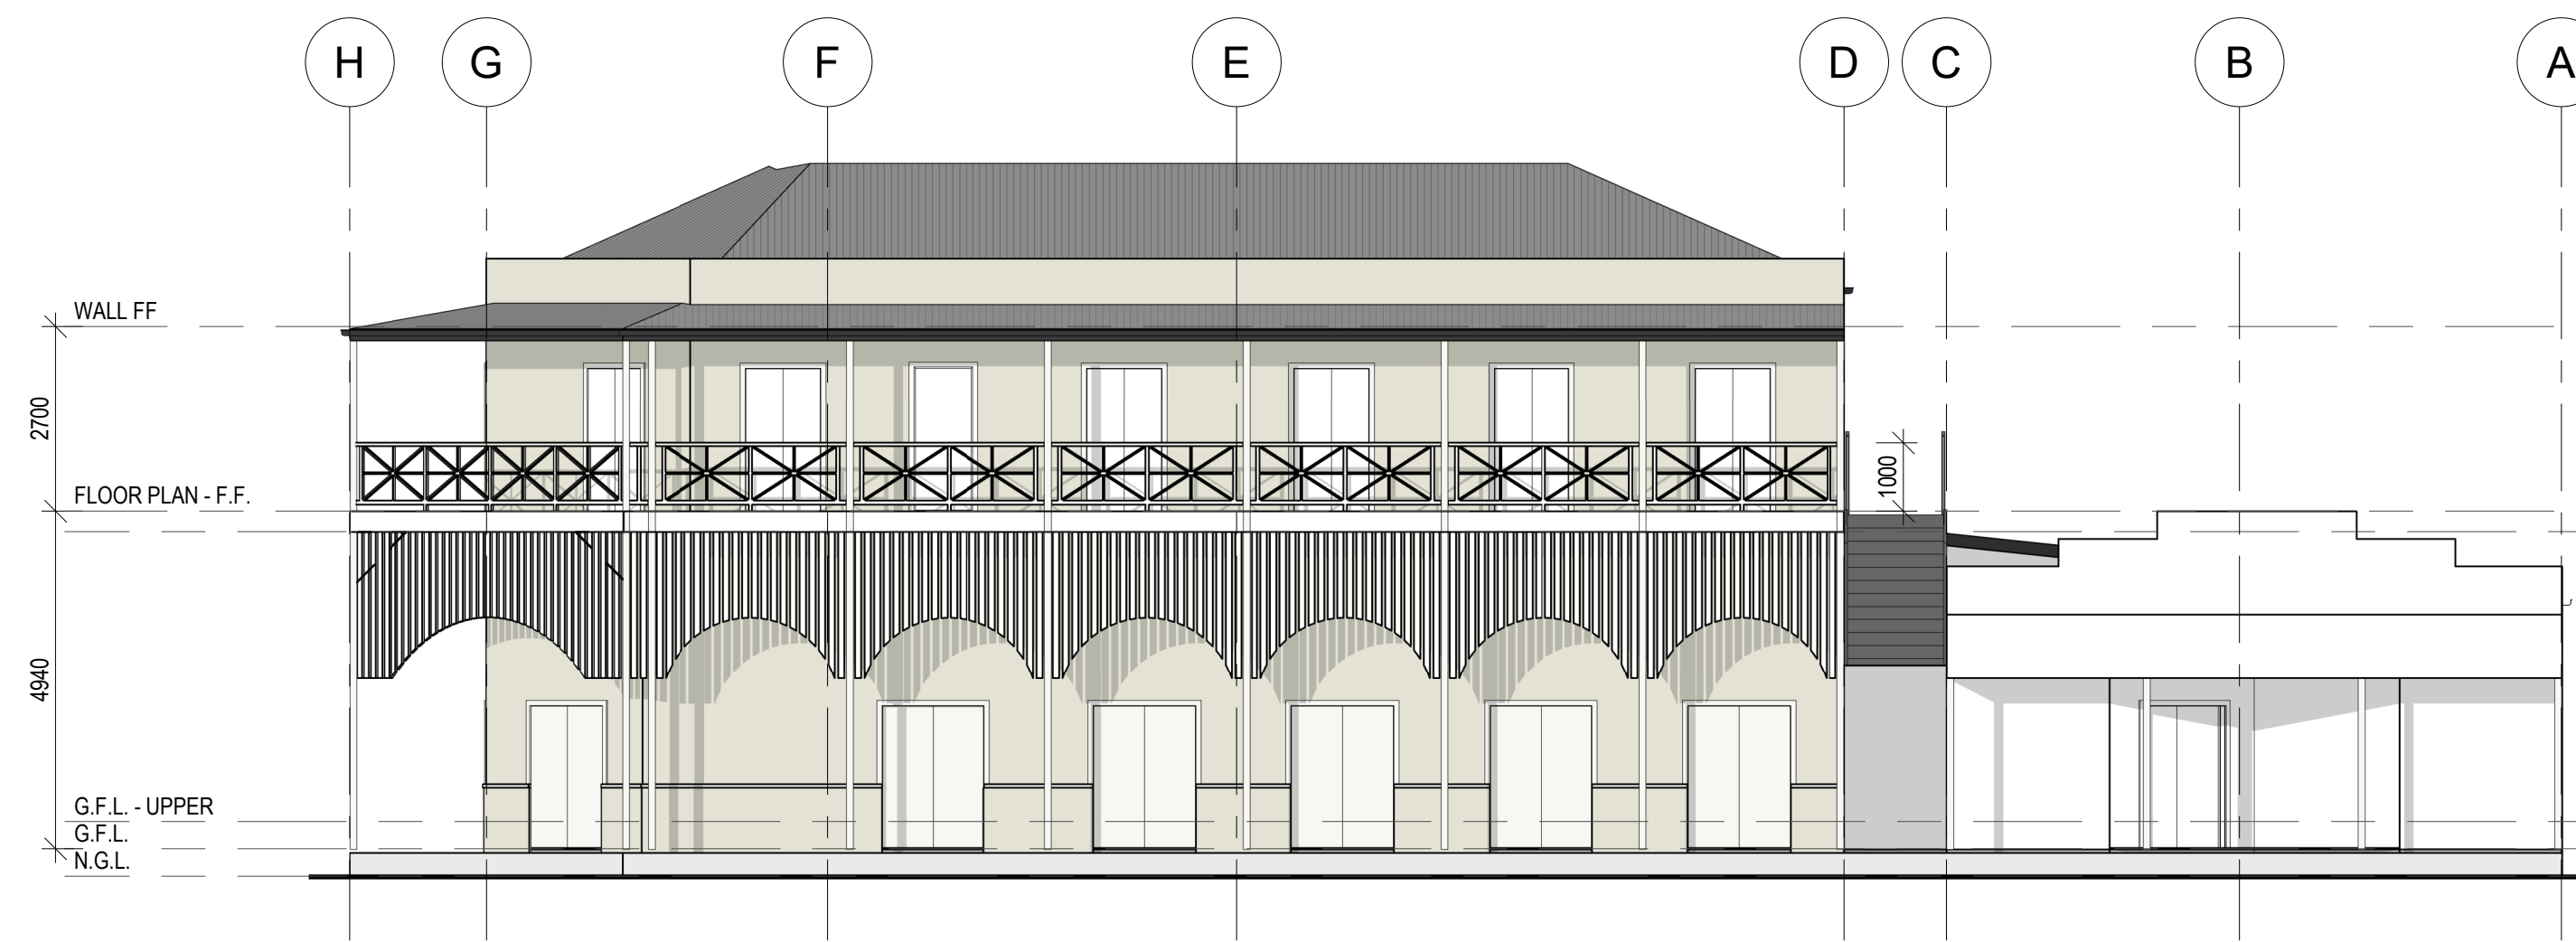 H G F E D C B A
WALL FF
2700
FLOOR PLAN - F.F.
1000
4940
G.F.L. - UPPER
G.F.L.
N.G.L.